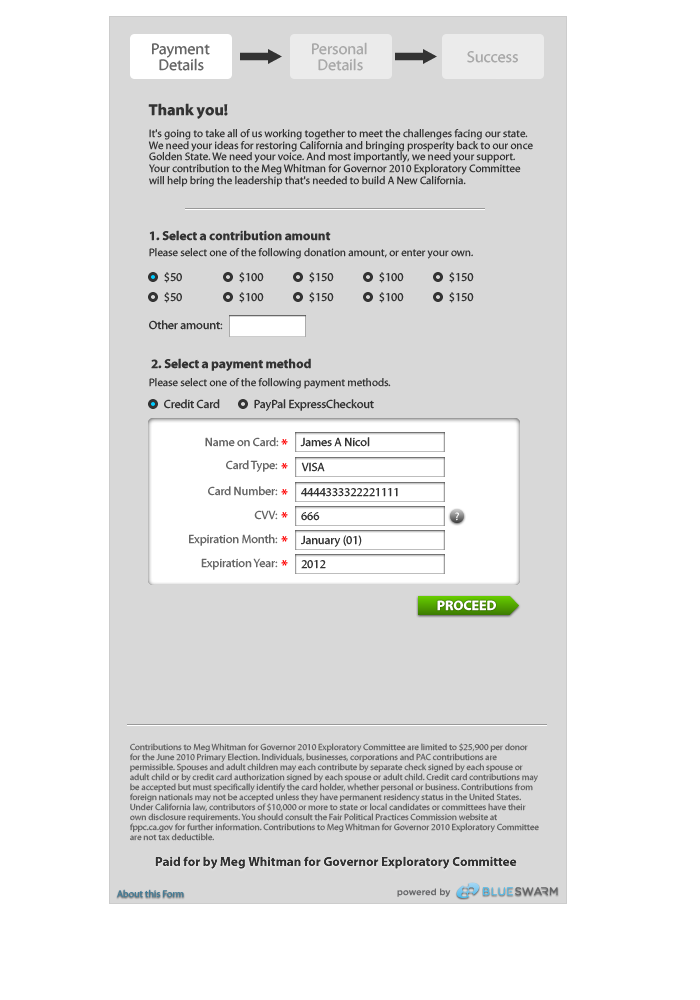 Payment Details
Personal Details
Success
Thank you!
It's going to take all of us working together to meet the challenges facing our state.
We need your ideas for restoring California and bringing prosperity back to our once
Golden State. We need your voice. And most importantly, we need your support.
Your contribution to the Meg Whitman for Governor 2010 Exploratory Committee
will help bring the leadership that's needed to build A New California.
1. Select a contribution amount
Please select one of the following donation amount, or enter your own.
$50 $100 $150 $100 $150
$50 $100 $150 $100 $150
Other amount:
2. Select a payment method
Please select one of the following payment methods.
Credit Card PayPal ExpressCheckout
Name on Card: * James A Nicol
Card Type: * VISA
Card Number: * 4444333322221111
CVV: * 666 ?
Expiration Month: * January (01)
Expiration Year: * 2012
PROCEED
Contributions to Meg Whitman for Governor 2010 Exploratory Committee are limited to $25,900 per donor
for the June 2010 Primary Election. Individuals, businesses, corporations and PAC contributions are
permissible. Spouses and adult children may each contribute by separate check signed by each spouse or
adult child or by credit card authorization signed by each spouse or adult child. Credit card contributions may
be accepted but must specifically identify the card holder, whether personal or business. Contributions from
foreign nationals may not be accepted unless they have permanent residency status in the United States.
Under California law, contributors of $10,000 or more to state or local candidates or committees have their
own disclosure requirements. You should consult the Fair Political Practices Commission website at
fppc.ca.gov for further information. Contributions to Meg Whitman for Governor 2010 Exploratory Committee
are not tax deductible.
Paid for by Meg Whitman for Governor Exploratory Committee
About this Form
powered by BLUESWARM